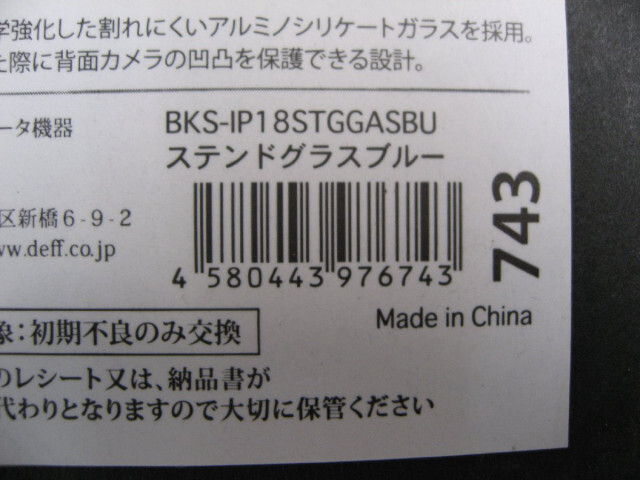 学強化した割れにくいアルミノシリケートガラスを採用。
た際に背面カメラの凹凸を保護できる設計。
ータ機器
BKS-IP18STGGASBU
ステンドグラスブルー
区新橋6-9-2
ww.deff.co.jp
4 580443 976743
743
Made in China
象：初期不良のみ交換
のレシート又は、納品書が
代わりとなりますので大切に保管ください